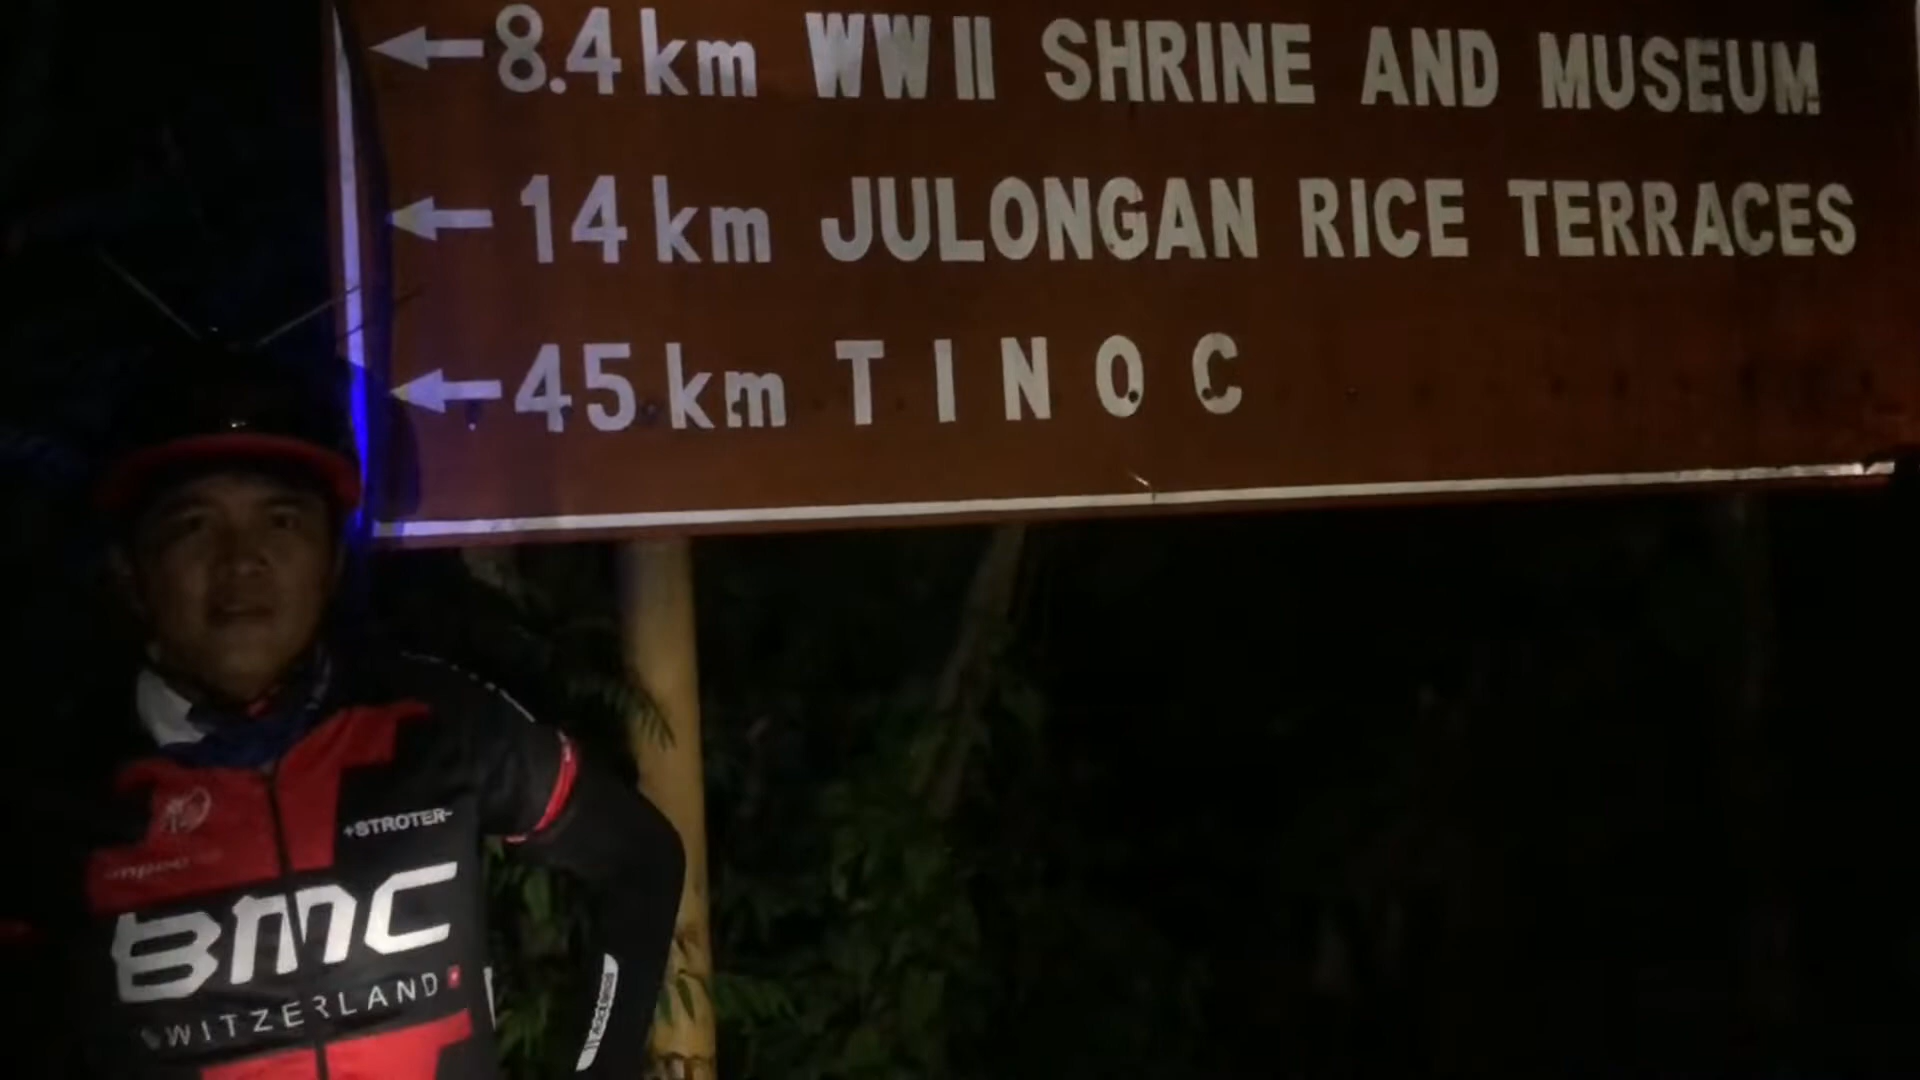 8.4 km WW II SHRINE AND MUSEUM
14 km JULONGAN RICE TERRACES
45 km TINOC
+STROTER-
BMC
SWITZERLAND